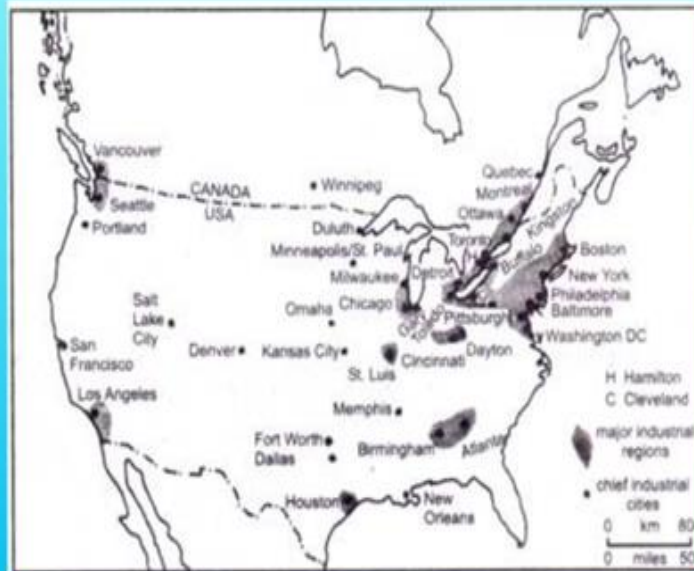 Vancouver
CANADA
USA
Winnipeg
Quebec
Montreal
Seattle
Portland
Ottawa
Kingston
Duluth
Toronto
H
Buffalo
Boston
Minneapolis/St. Paul
Detroit
New York
Milwaukee
Philadelphia
Chicago
Pittsburgh
Baltimore
Salt
Lake
City
Omaha
Gary
Washington DC
San
Francisco
Denver
Kansas City
Cincinnati
Dayton
St. Luis
H Hamilton
C Cleveland
Los Angeles
Memphis
major industrial
regions
Fort Worth
Dallas
Birmingham
Atlanta
chief industrial
cities
Houston
New
Orleans
0 km 80
0 miles 50